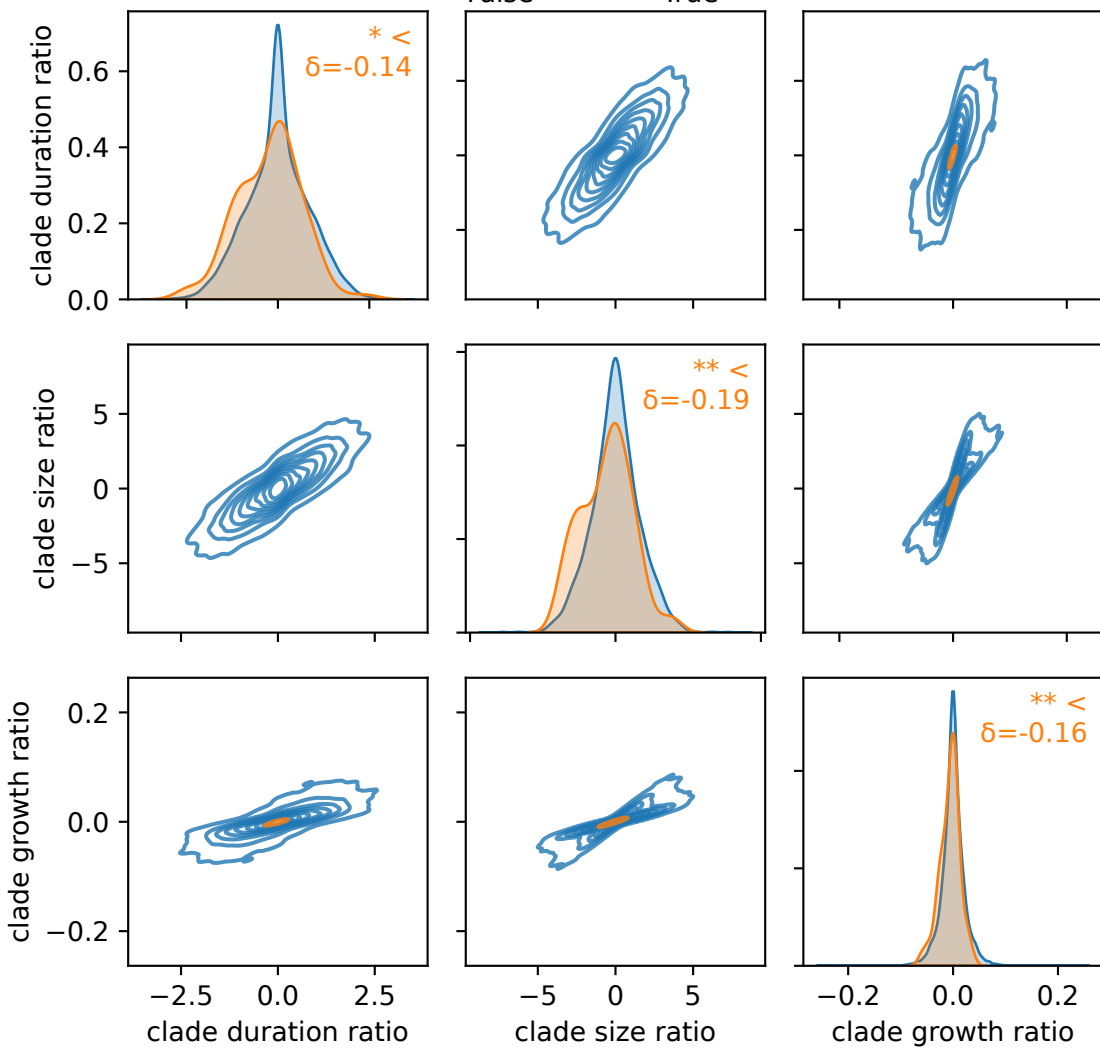 clade duration ratio
0.6
0.4
0.2
0.0
* <
δ=-0.14
clade size ratio
5
0
−5
** <
δ=-0.19
clade growth ratio
0.2
0.0
−0.2
** <
δ=-0.16
−2.5 0.0 2.5
−5 0 5
−0.2 0.0 0.2
clade duration ratio
clade size ratio
clade growth ratio